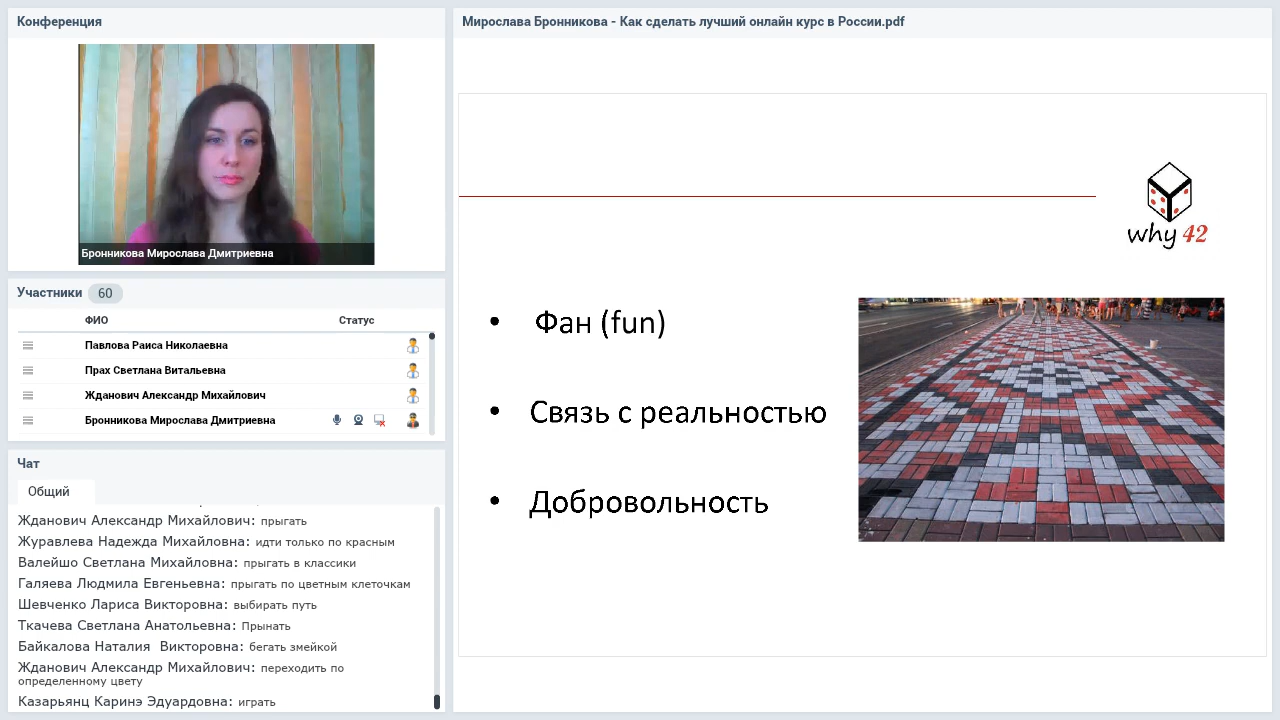 Конференция
Бронникова Мирослава Дмитриевна
Участники 60
ФИО Статус
Павлова Раиса Николаевна
Прах Светлана Витальевна
Жданович Александр Михайлович
Бронникова Мирослава Дмитриевна
Чат
Общий
Жданович Александр Михайлович: прыгать
Журавлева Надежда Михайловна: идти только по красным
Валейшо Светлана Михайловна: прыгать в классики
Галяева Людмила Евгеньевна: прыгать по цветным клеточкам
Шевченко Лариса Викторовна: выбирать путь
Ткачева Светлана Анатольевна: Прынать
Байкалова Наталия Викторовна: бегать змейкой
Жданович Александр Михайлович: переходить по
определенному цвету
Казарьянц Каринэ Эдуардовна: играть
Мирослава Бронникова - Как сделать лучший онлайн курс в России.pdf
why 42
• Фан (fun)
• Связь с реальностью
• Добровольность